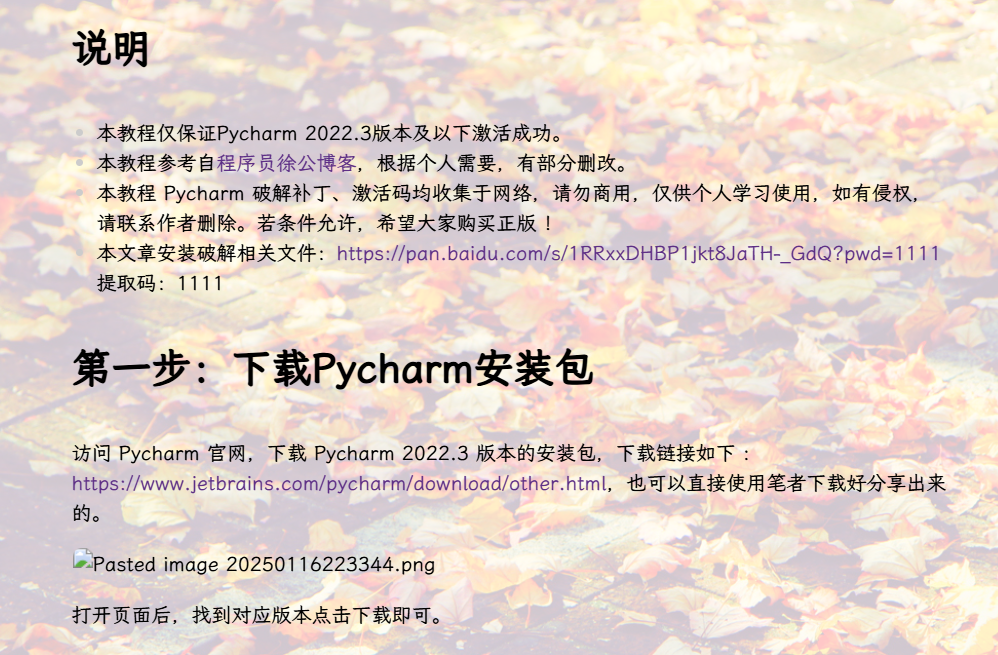 说明
本教程仅保证Pycharm 2022.3版本及以下激活成功。
本教程参考自程序员徐公博客，根据个人需要，有部分删改。
本教程 Pycharm 破解补丁、激活码均收集于网络，请勿商用，仅供个人学习使用，如有侵权，
请联系作者删除。若条件允许，希望大家购买正版！
本文章安装破解相关文件：https://pan.baidu.com/s/1RRxxDHBP1jkt8JaTH-_GdQ?pwd=1111
提取码：1111
第一步：下载Pycharm安装包
访问 Pycharm 官网，下载 Pycharm 2022.3 版本的安装包，下载链接如下：
https://www.jetbrains.com/pycharm/download/other.html，也可以直接使用笔者下载好分享出来
的。
Pasted image 20250116223344.png
打开页面后，找到对应版本点击下载即可。